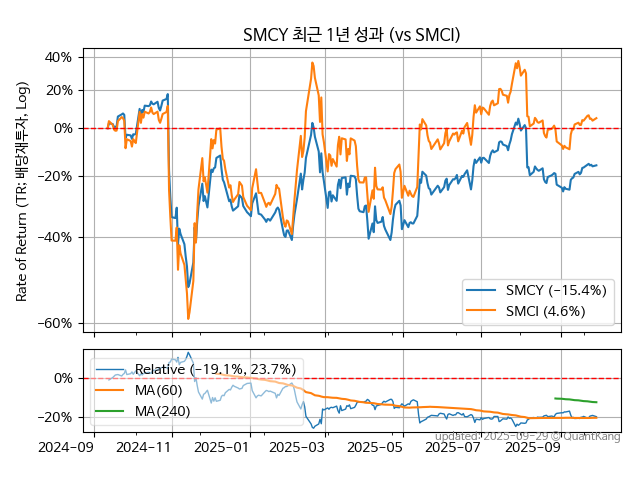 SMCY 최근 1년 성과 (vs SMCI)
Rate of Return (TR: 배당재투자, Log)
40%
20%
0%
−20%
−40%
−60%
SMCY (−15.4%)
SMCI (4.6%)
0%
−20%
Relative (−19.1%, 23.7%)
MA(60)
MA(240)
2024−09 2024−11 2025−01 2025−03 2025−05 2025−07 2025−09
updated: 2025-09-29 © QuantKang